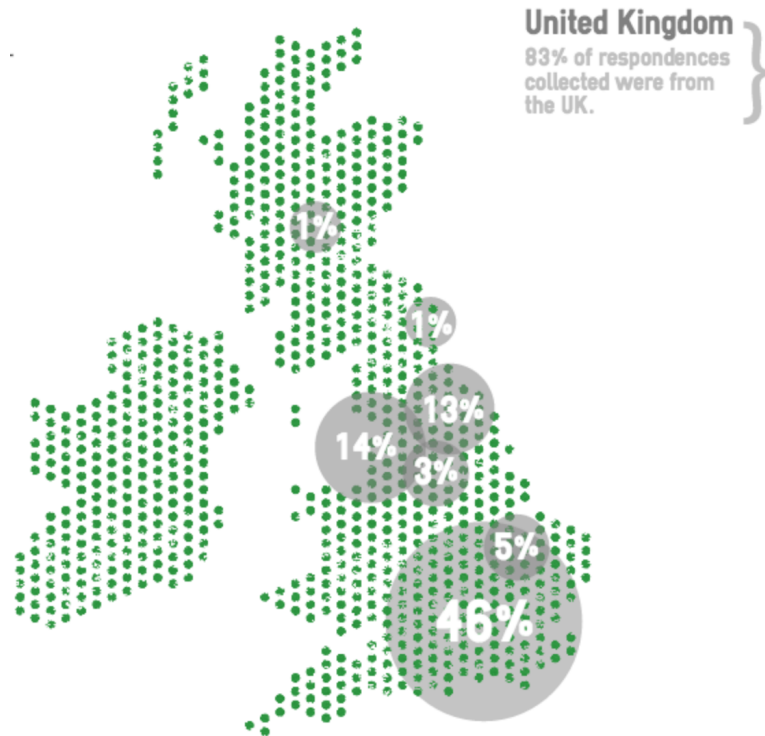 United Kingdom
83% of respondences
collected were from
the UK.
1%
1%
13%
14%
3%
5%
46%